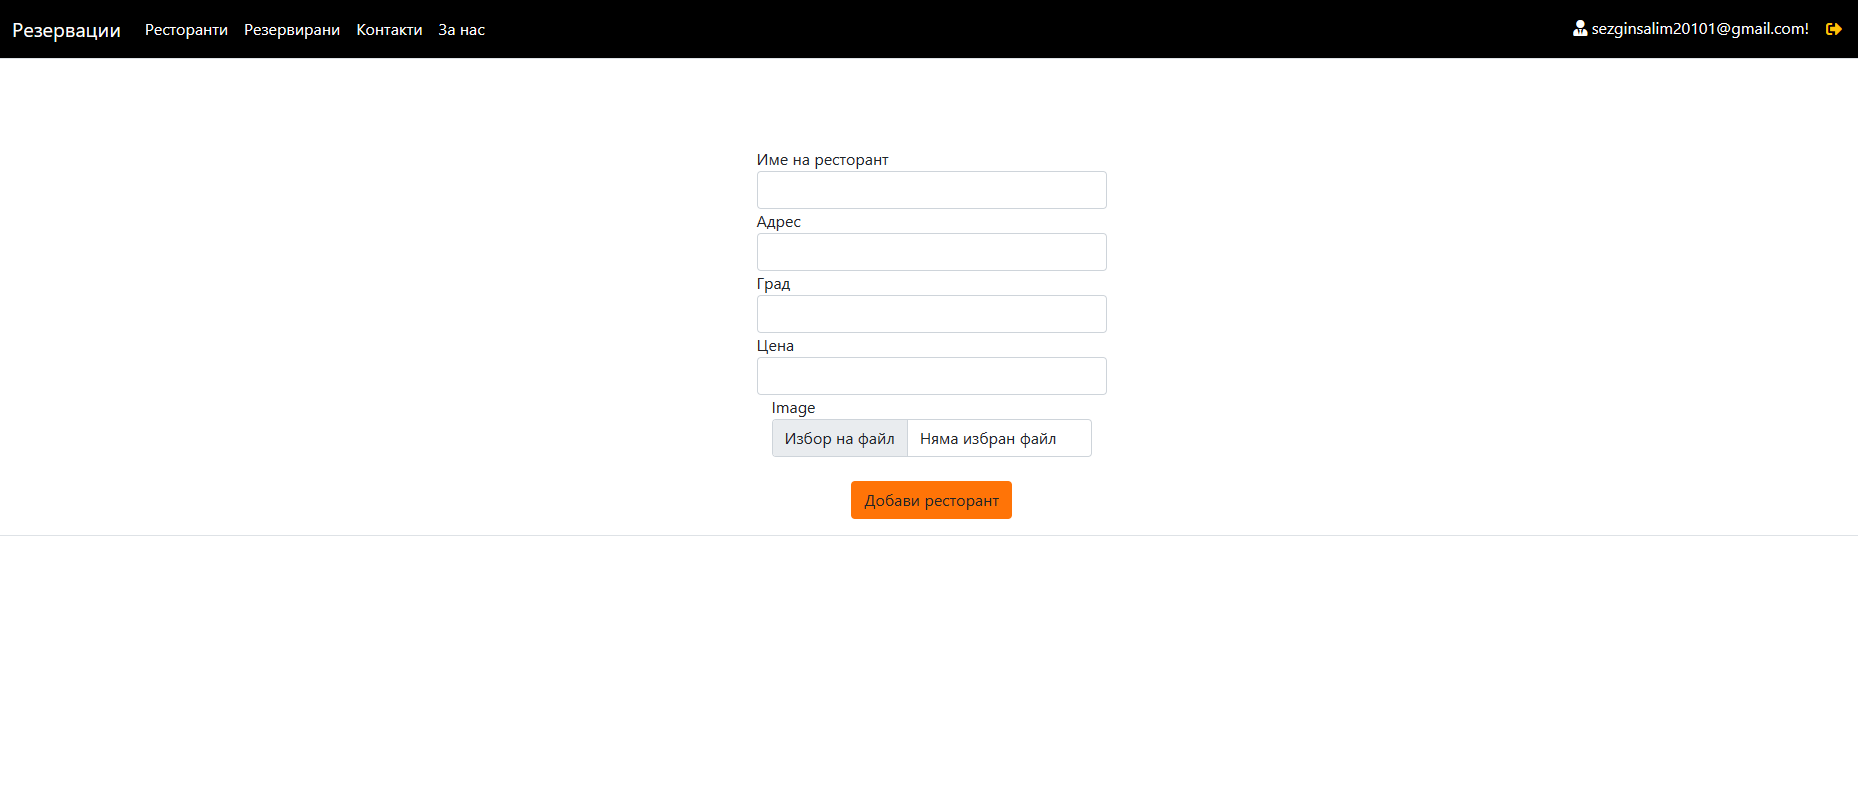 Резервации Ресторанти Резервирани Контакти За нас sezginsalim20101@gmail.com!
Име на ресторант
Адрес
Град
Цена
Image
Избор на файл Няма избран файл
Добави ресторант